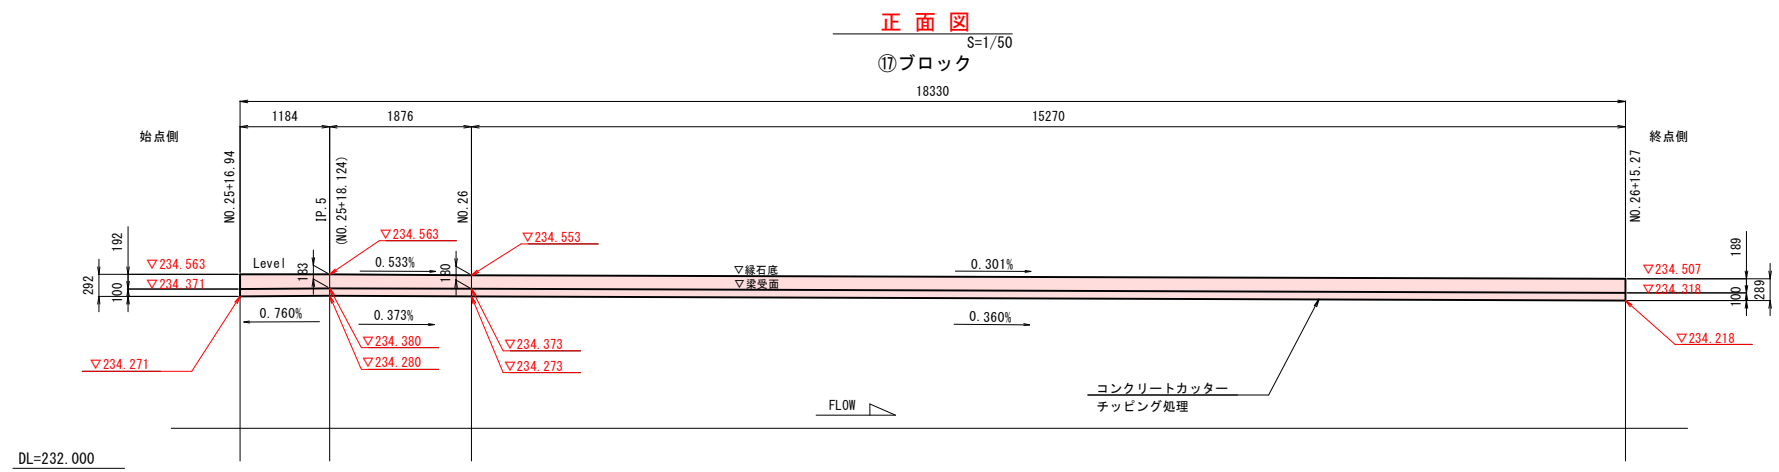 正 面 図
S=1/50
⑰ブロック
18330
1184
1876
15270
始点側
終点側
NO.25+16.94
IP.5
(NO.25+18.124)
NO.26
NO.26+15.27
▽234.563
▽234.553
192
▽234.563
Level
183
0.533%
180
▽縁石底
0.301%
▽234.507
189
292
100
▽234.371
▽梁受面
▽234.318
100
289
0.760%
0.373%
0.360%
▽234.380
▽234.373
▽234.218
▽234.271
▽234.280
▽234.273
コンクリートカッター
チッピング処理
FLOW
DL=232.000